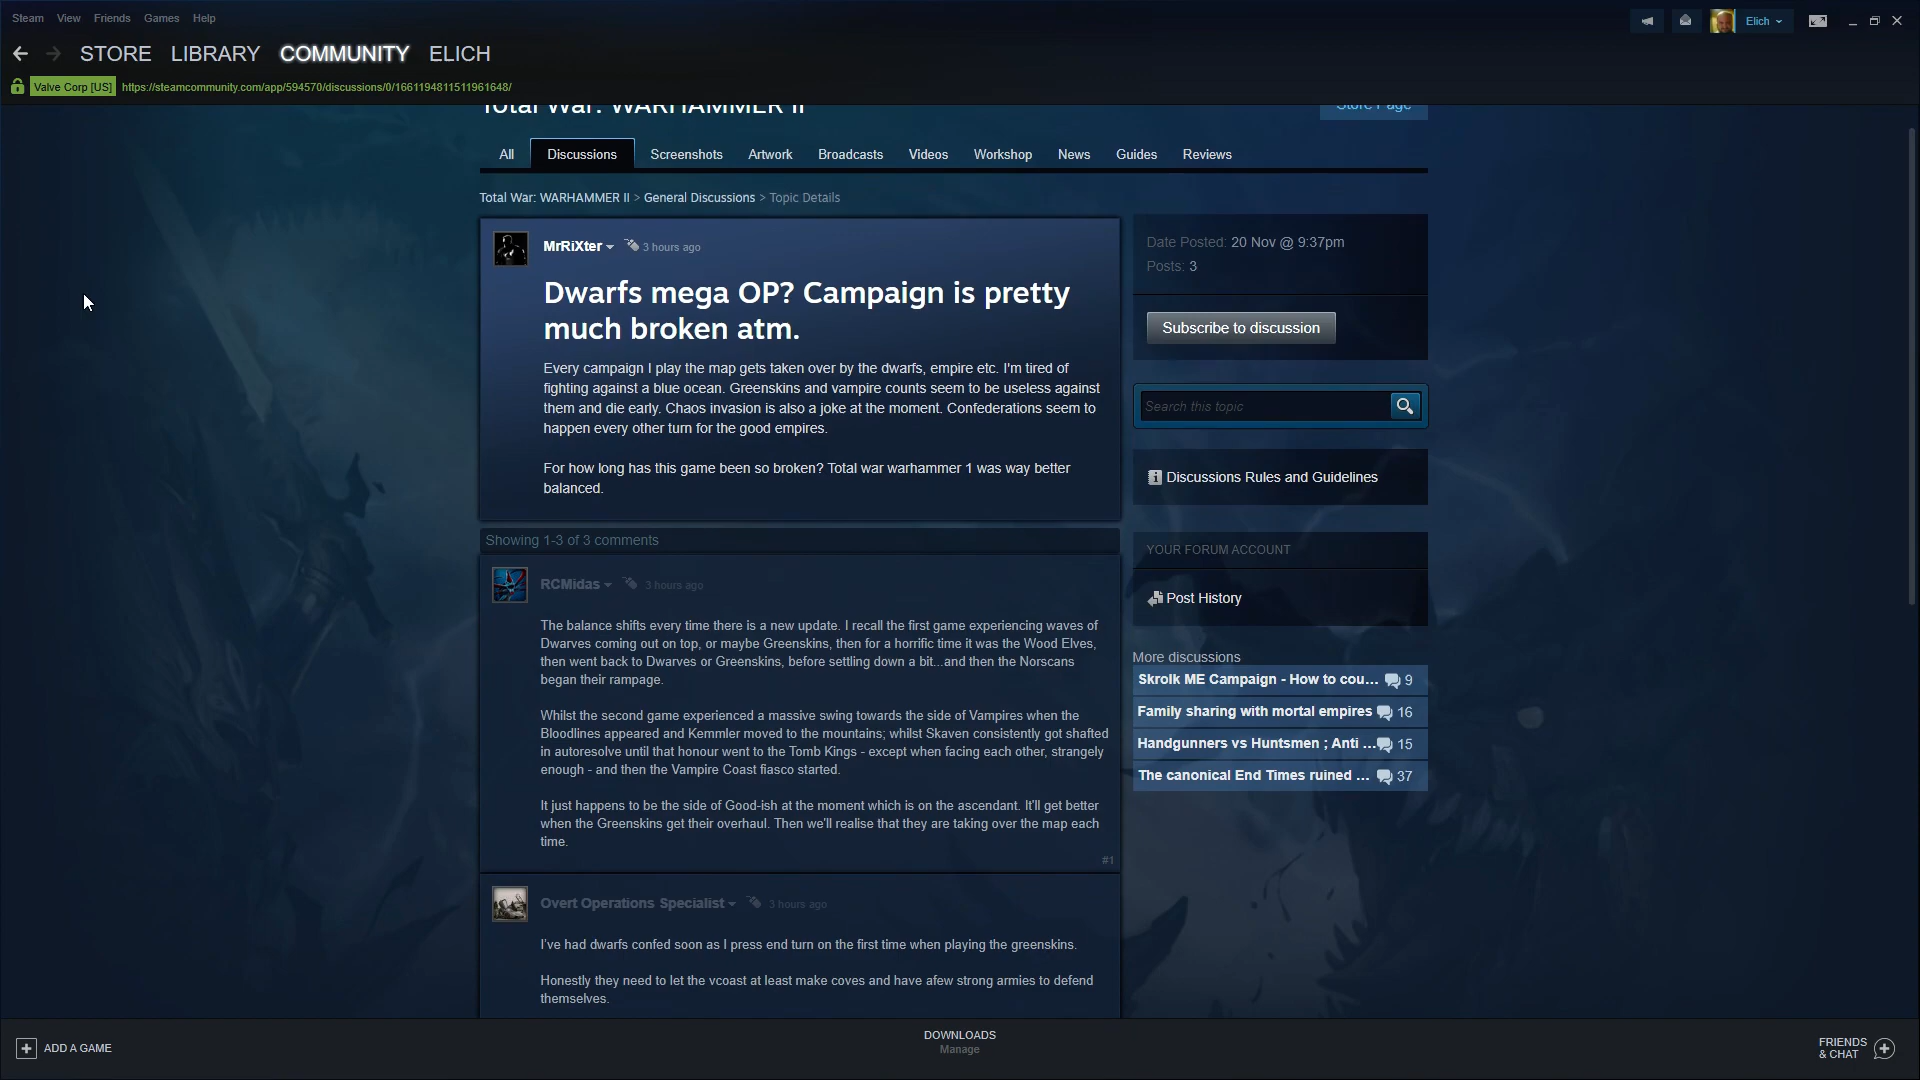 Steam View Friends Games Help
Elich
STORE LIBRARY COMMUNITY ELICH
Valve Corp [US] https://steamcommunity.com/app/594570/discussions/0/1661194811511961648/
Total War: WARHAMMER II
Store Page
All Discussions Screenshots Artwork Broadcasts Videos Workshop News Guides Reviews
Total War: WARHAMMER II > General Discussions > Topic Details
MrRiXter 3 hours ago
Dwarfs mega OP? Campaign is pretty
much broken atm.
Every campaign I play the map gets taken over by the dwarfs, empire etc. I'm tired of
fighting against a blue ocean. Greenskins and vampire counts seem to be useless against
them and die early. Chaos invasion is also a joke at the moment. Confederations seem to
happen every other turn for the good empires.
For how long has this game been so broken? Total war warhammer 1 was way better
balanced.
Showing 1-3 of 3 comments
RCMidas 3 hours ago
The balance shifts every time there is a new update. I recall the first game experiencing waves of
Dwarves coming out on top, or maybe Greenskins, then for a horrific time it was the Wood Elves,
then went back to Dwarves or Greenskins, before settling down a bit...and then the Norscans
began their rampage.
Whilst the second game experienced a massive swing towards the side of Vampires when the
Bloodlines appeared and Kemmler moved to the mountains; whilst Skaven consistently got shafted
in autoresolve until that honour went to the Tomb Kings - except when facing each other, strangely
enough - and then the Vampire Coast fiasco started.
It just happens to be the side of Good-ish at the moment which is on the ascendant. It'll get better
when the Greenskins get their overhaul. Then we'll realise that they are taking over the map each
time.
#1
Overt Operations Specialist 3 hours ago
I've had dwarfs confed soon as I press end turn on the first time when playing the greenskins.
Honestly they need to let the vcoast at least make coves and have afew strong armies to defend
themselves.
Date Posted: 20 Nov @ 9:37pm
Posts: 3
Subscribe to discussion
Search this topic
Discussions Rules and Guidelines
YOUR FORUM ACCOUNT
Post History
More discussions
Skrolk ME Campaign - How to cou... 9
Family sharing with mortal empires 16
Handgunners vs Huntsmen ; Anti ... 15
The canonical End Times ruined ... 37
ADD A GAME
DOWNLOADS
Manage
FRIENDS
& CHAT